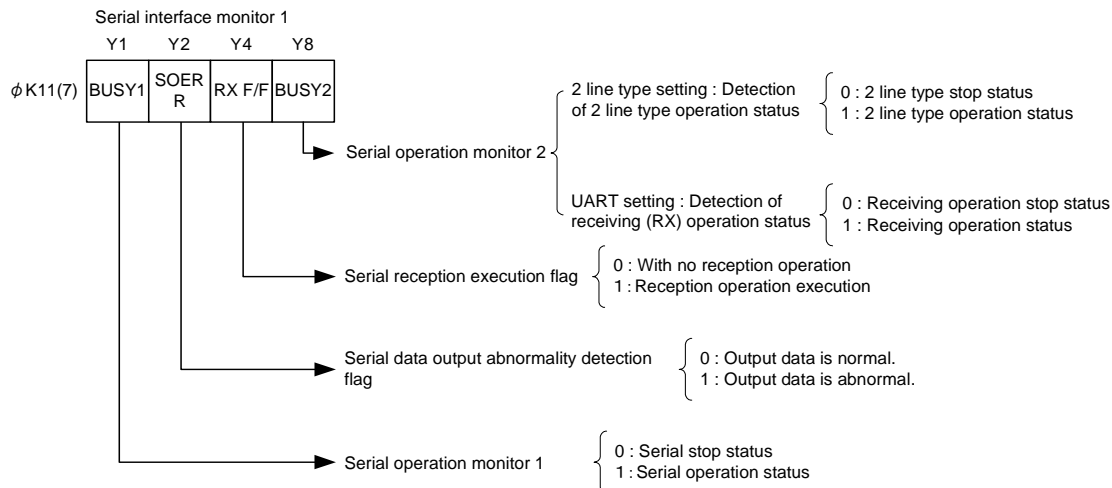 Serial interface monitor 1
Y1 Y2 Y4 Y8
ϕK11(7) BUSY1 SOER R RX F/F BUSY2
2 line type setting : Detection
of 2 line type operation status
0 : 2 line type stop status
1 : 2 line type operation status
Serial operation monitor 2
UART setting : Detection of
receiving (RX) operation status
0 : Receiving operation stop status
1 : Receiving operation status
Serial reception execution flag
0 : With no reception operation
1 : Reception operation execution
Serial data output abnormality detection
flag
0 : Output data is normal.
1 : Output data is abnormal.
Serial operation monitor 1
0 : Serial stop status
1 : Serial operation status